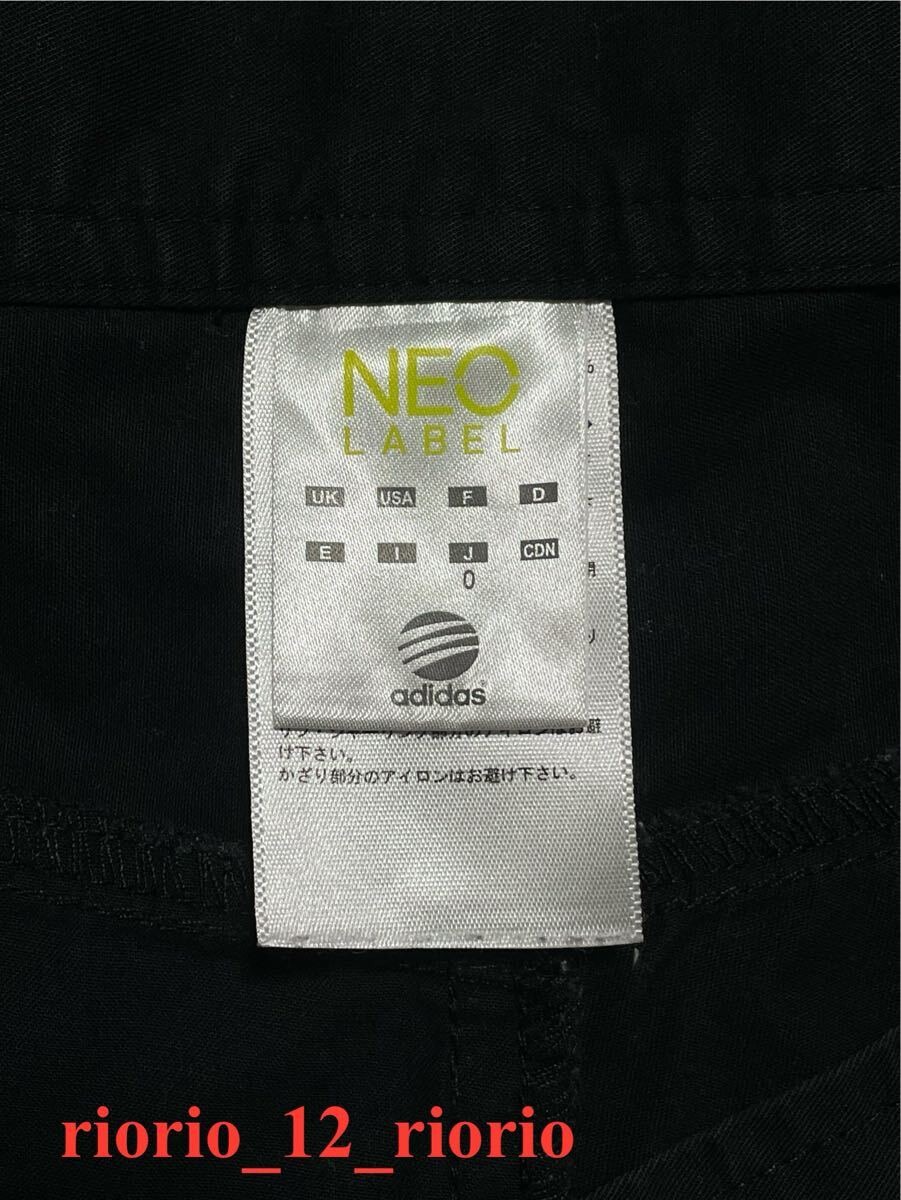 NEO
LABEL
UK USA F D
E I J CDN
0
adidas
け下さい。
かざり部分のアイロンはお避け下さい。
riorio_12_riorio